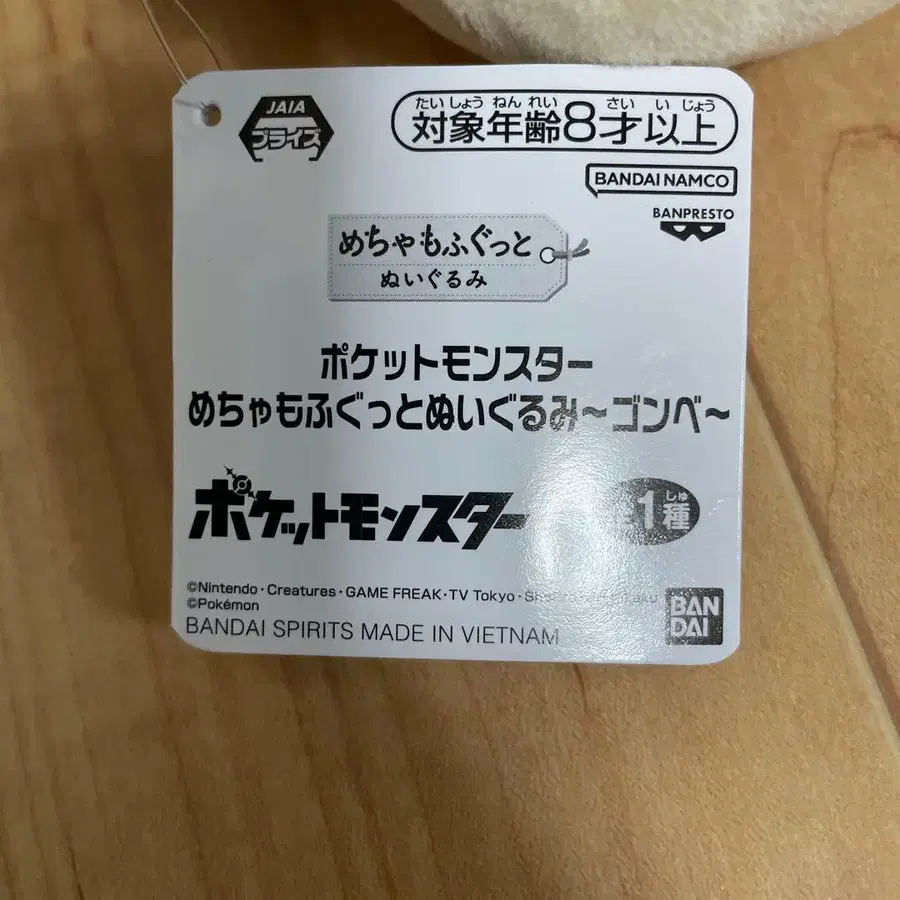 JAIA
プライズ
たいしょうねんれい さいいじょう
対象年齢8才以上
BANDAI NAMCO
BANPRESTO
めちゃもふぐっと
ぬいぐるみ
ポケットモンスター
めちゃもふぐっとぬいぐるみ～ゴンベ～
ポケットモンスター
しゅ
1種
©Nintendo・Creatures・GAME FREAK・TV Tokyo・
©Pokémon
BANDAI SPIRITS MADE IN VIETNAM
BAN
DAI